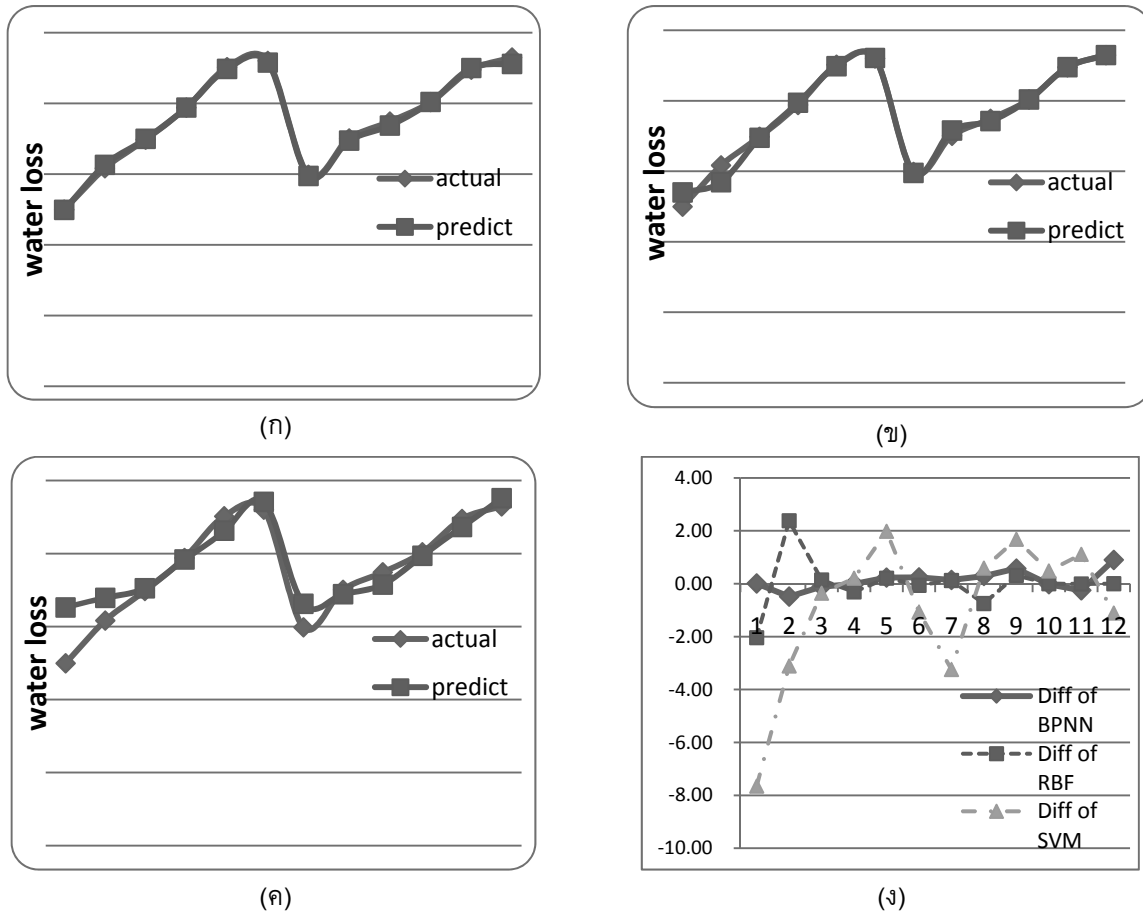 water loss
actual
predict
(ก)
water loss
actual
predict
(ข)
water loss
actual
predict
(ค)
4.00
2.00
0.00
-2.00
-4.00
-6.00
-8.00
-10.00
1 2 3 4 5 6 7 8 9 10 11 12
Diff of
BPNN
Diff of
RBF
Diff of
SVM
(ง)